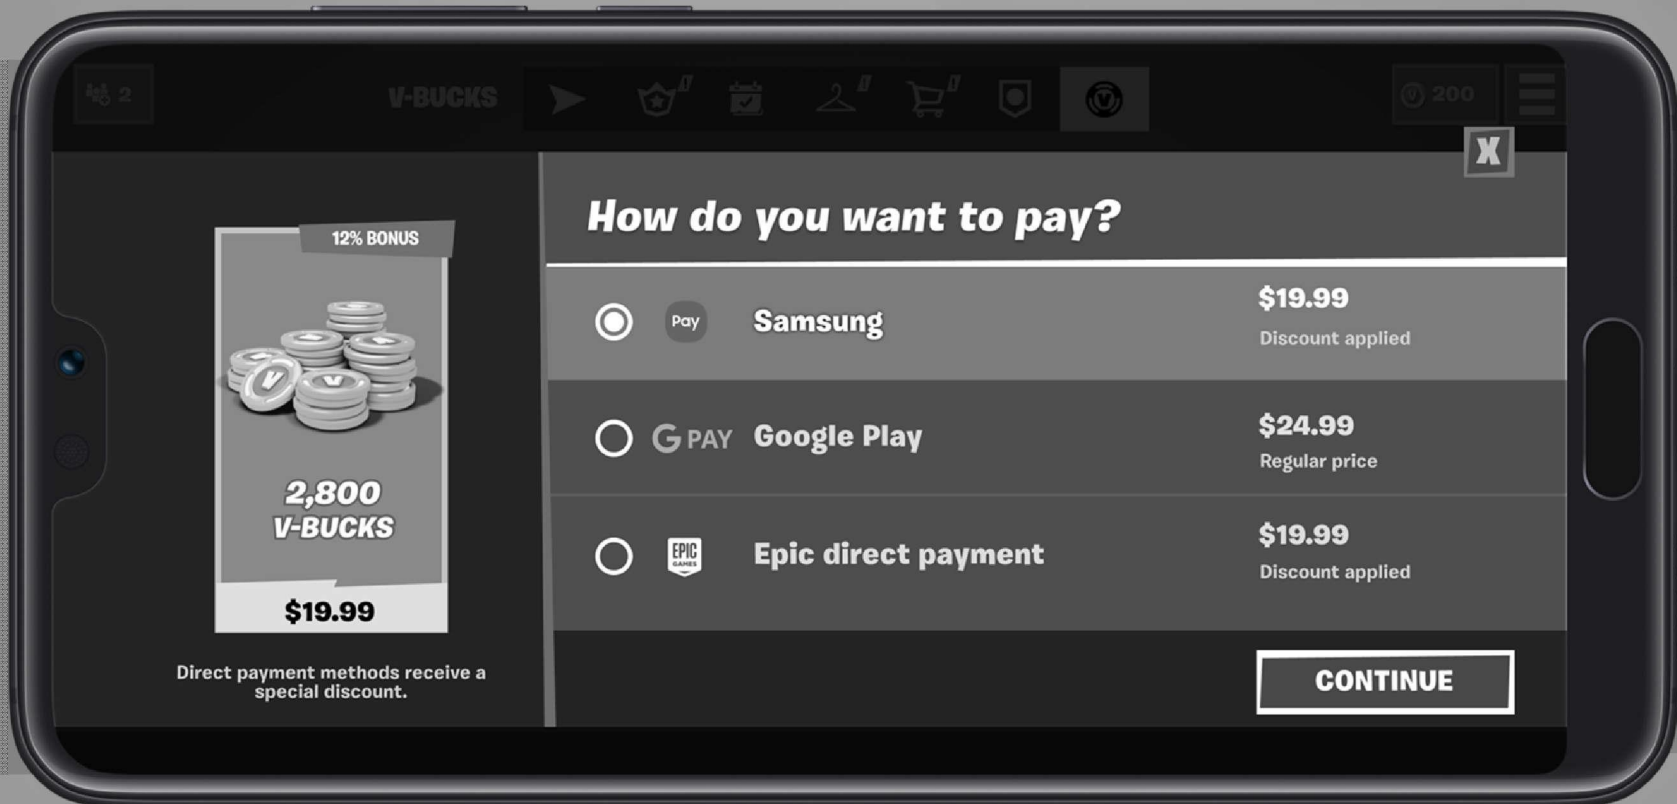 2
V-BUCKS
200
X
12% BONUS
2,800
V-BUCKS
$19.99
Direct payment methods receive a
special discount.
How do you want to pay?
Pay
Samsung
$19.99
Discount applied
G PAY
Google Play
$24.99
Regular price
EPIC
GAMES
Epic direct payment
$19.99
Discount applied
CONTINUE